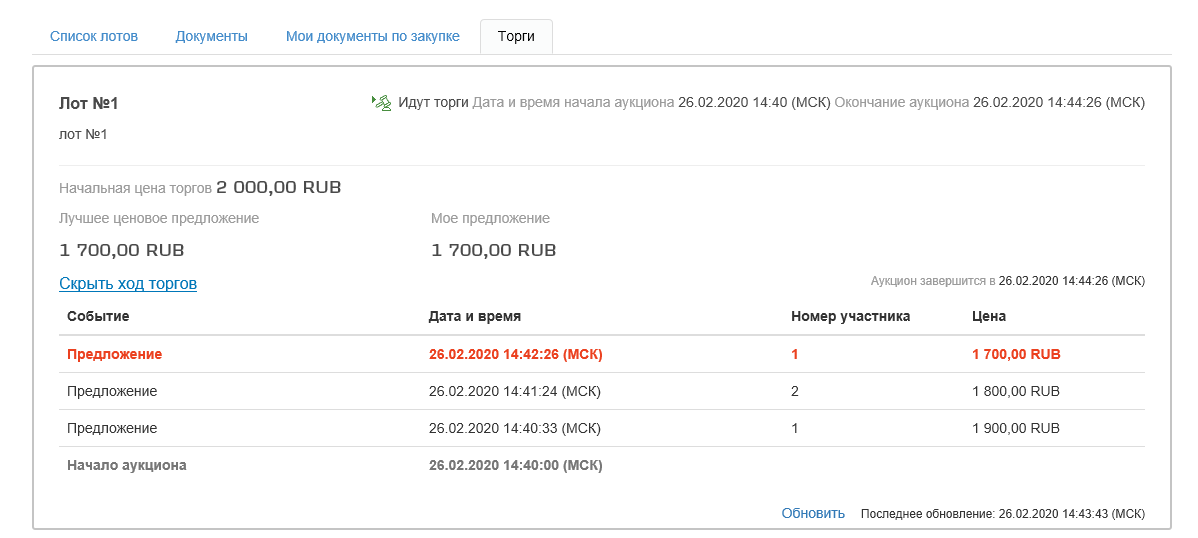 Список лотов Документы Мои документы по закупке Торги
Лот №1 Идут торги Дата и время начала аукциона 26.02.2020 14:40 (МСК) Окончание аукциона 26.02.2020 14:44:26 (МСК)
лот №1
Начальная цена торгов 2 000,00 RUB
Лучшее ценовое предложение Мое предложение
1 700,00 RUB 1 700,00 RUB
Скрыть ход торгов Аукцион завершится в 26.02.2020 14:44:26 (МСК)
Событие Дата и время Номер участника Цена
Предложение 26.02.2020 14:42:26 (МСК) 1 1 700,00 RUB
Предложение 26.02.2020 14:41:24 (МСК) 2 1 800,00 RUB
Предложение 26.02.2020 14:40:33 (МСК) 1 1 900,00 RUB
Начало аукциона 26.02.2020 14:40:00 (МСК)
Обновить Последнее обновление: 26.02.2020 14:43:43 (МСК)